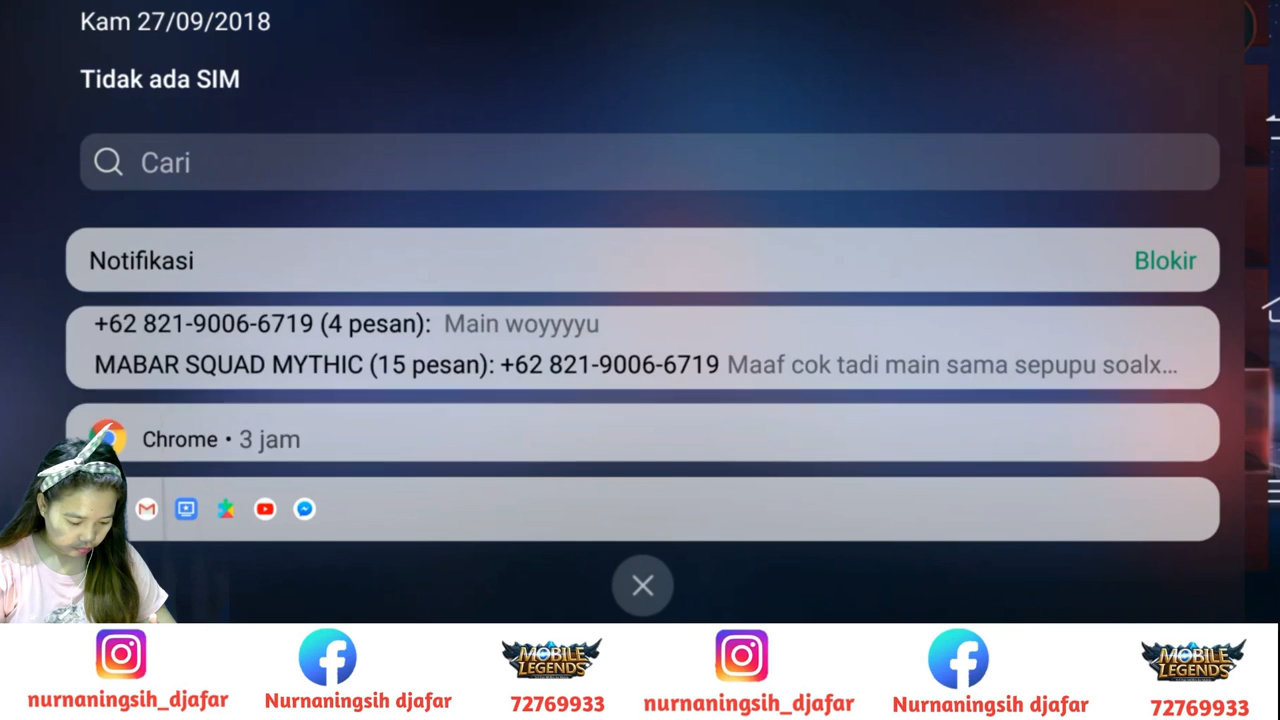 Kam 27/09/2018
Tidak ada SIM
Cari
Notifikasi Blokir
+62 821-9006-6719 (4 pesan): Main woyyyyu
MABAR SQUAD MYTHIC (15 pesan): +62 821-9006-6719 Maaf cok tadi main sama sepupu soalx...
Chrome • 3 jam
MOBILE LEGENDS MOBILE LEGENDS
nurnaningsih_djafar Nurnaningsih djafar 72769933 nurnaningsih_djafar Nurnaningsih djafar 72769933